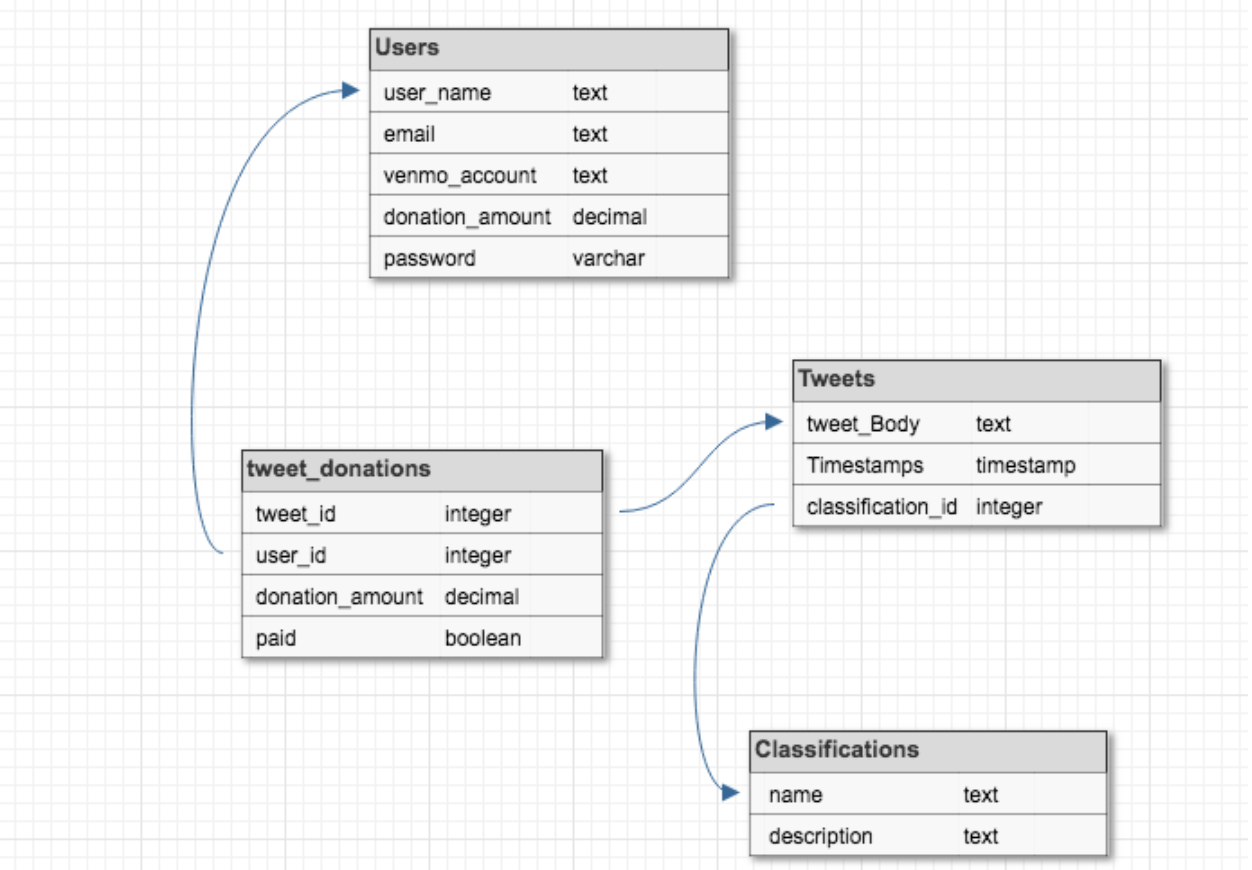 Users
user_name text
email text
venmo_account text
donation_amount decimal
password varchar
Tweets
tweet_Body text
Timestamps timestamp
classification_id integer
tweet_donations
tweet_id integer
user_id integer
donation_amount decimal
paid boolean
Classifications
name text
description text